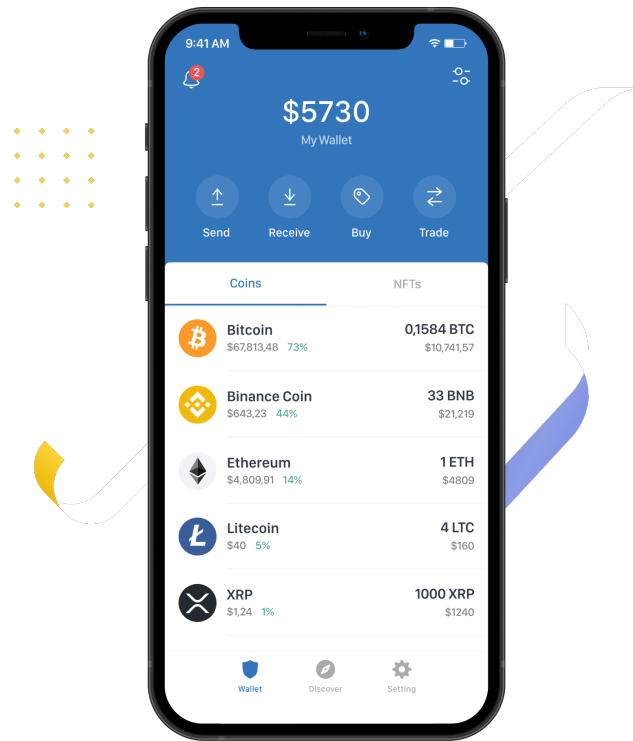 9:41 AM
2
$5730
My Wallet
Send Receive Buy Trade
Coins NFTs
Bitcoin 0,1584 BTC
$67,813,48 73% $10,741,57
Binance Coin 33 BNB
$643,23 44% $21,219
Ethereum 1 ETH
$4,809,91 14% $4809
Litecoin 4 LTC
$40 5% $160
XRP 1000 XRP
$1,24 1% $1240
Wallet Discover Setting